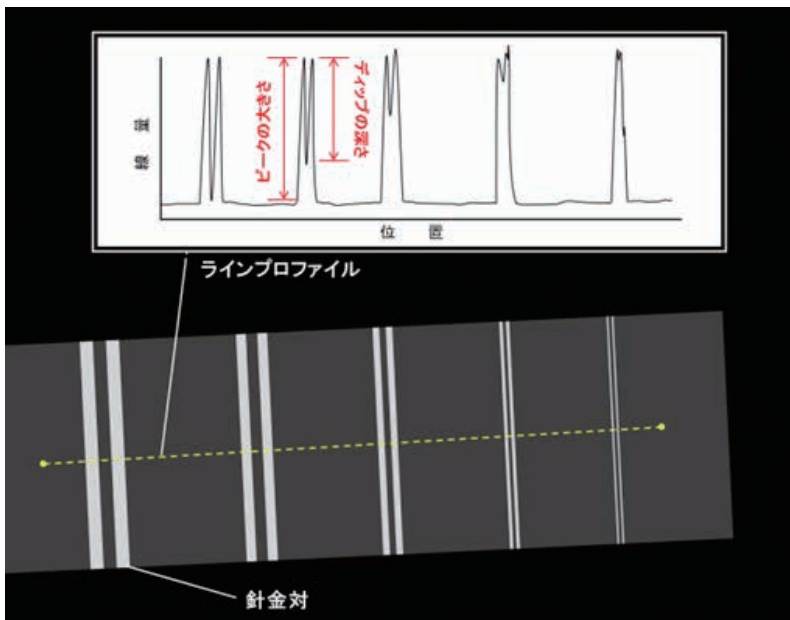 ピークの大きさ
ディップの深さ
線量
位置
ラインプロファイル
針金対